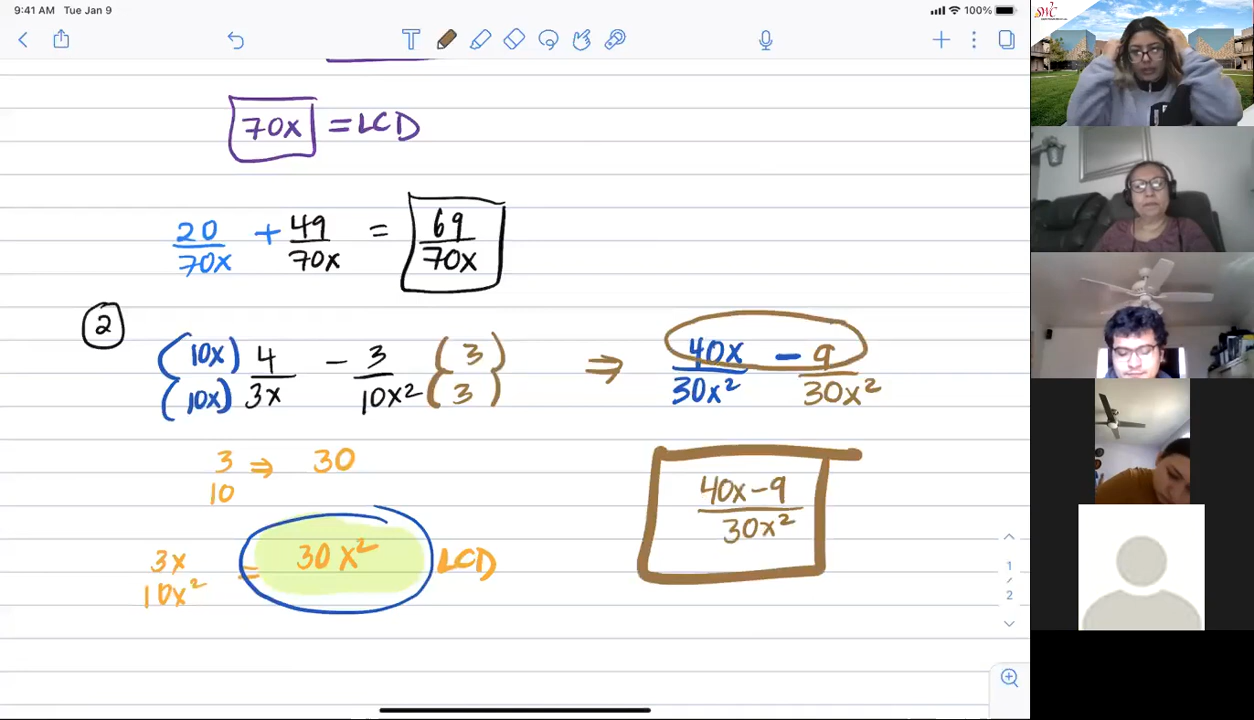 9:41 AM Tue Jan 9
100%
T
70x = LCD
20/70x + 49/70x = 69/70x
2
(10x/10x) 4/3x - 3/10x² (3/3) ⇒ 40x/30x² - 9/30x²
3 ⇒ 30
10
40x-9/30x²
3x
10x² = 30x² LCD
1
/
2
SWC